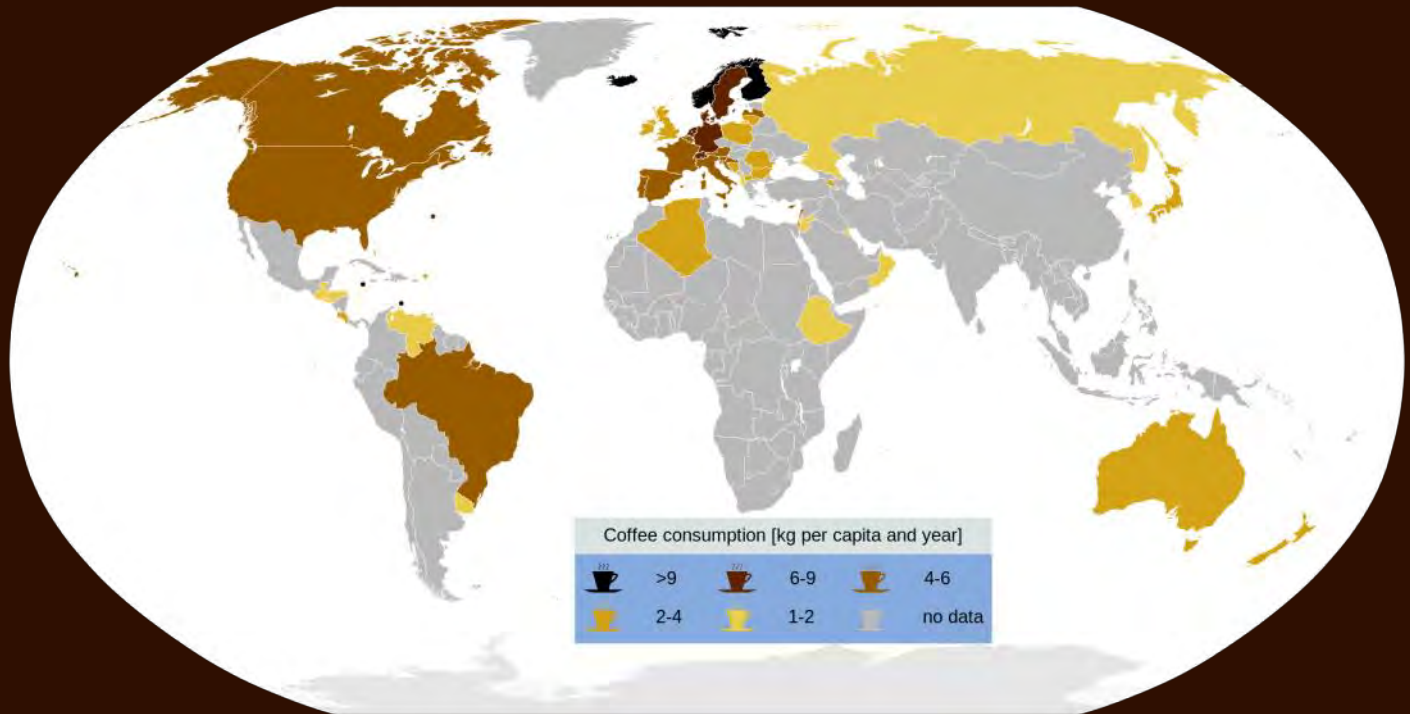 Coffee consumption [kg per capita and year]
>9 6-9 4-6
2-4 1-2 no data